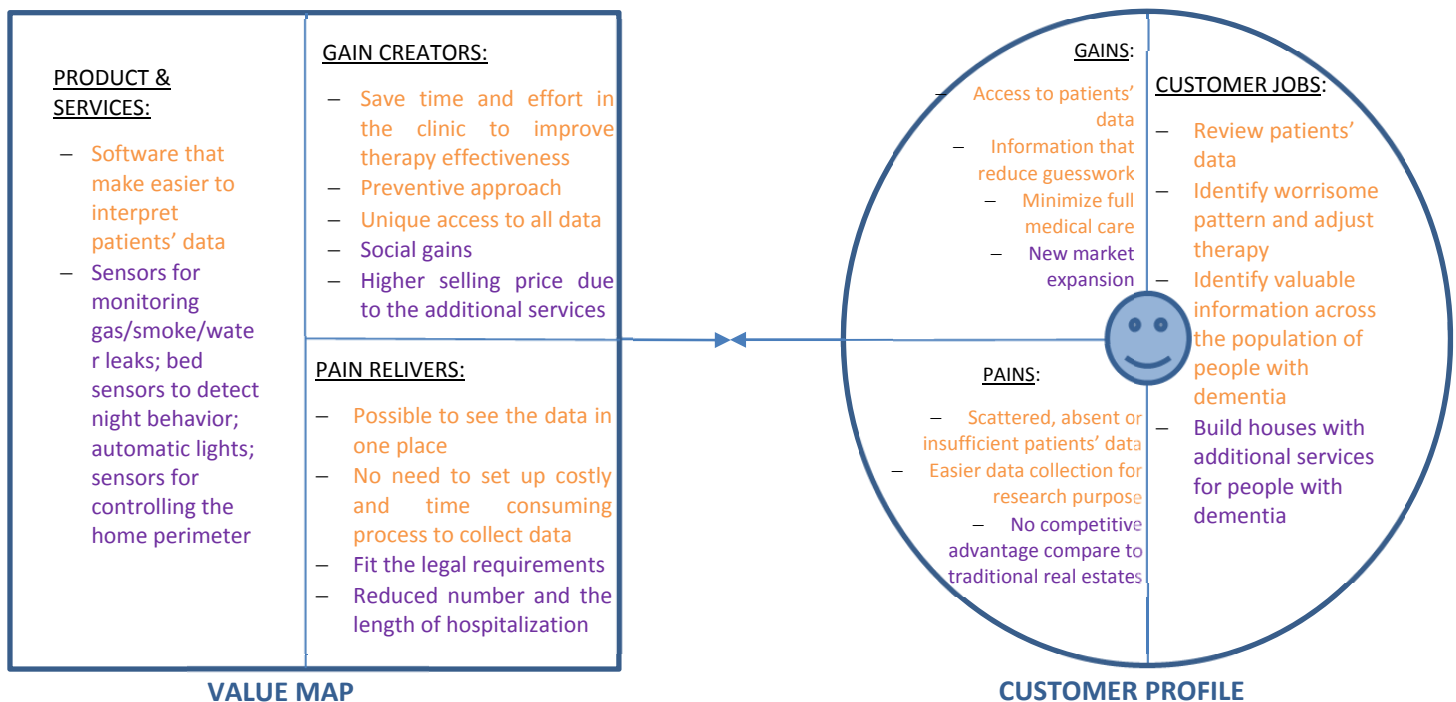 PRODUCT &
SERVICES:
– Software that
make easier to
interpret
patients’ data
– Sensors for
monitoring
gas/smoke/wate
r leaks; bed
sensors to detect
night behavior;
automatic lights;
sensors for
controlling the
home perimeter
GAIN CREATORS:
– Save time and effort in
the clinic to improve
therapy effectiveness
– Preventive approach
– Unique access to all data
– Social gains
– Higher selling price due
to the additional services
PAIN RELIVERS:
– Possible to see the data in
one place
– No need to set up costly
and time consuming
process to collect data
– Fit the legal requirements
– Reduced number and the
length of hospitalization
VALUE MAP
GAINS:
– Access to patients’
data
– Information that
reduce guesswork
– Minimize full
medical care
– New market
expansion
PAINS:
– Scattered, absent or
insufficient patients’ data
– Easier data collection for
research purpose
– No competitive
advantage compare to
traditional real estates
CUSTOMER JOBS:
– Review patients’
data
– Identify worrisome
pattern and adjust
therapy
– Identify valuable
information across
the population of
people with
dementia
– Build houses with
additional services
for people with
dementia
CUSTOMER PROFILE